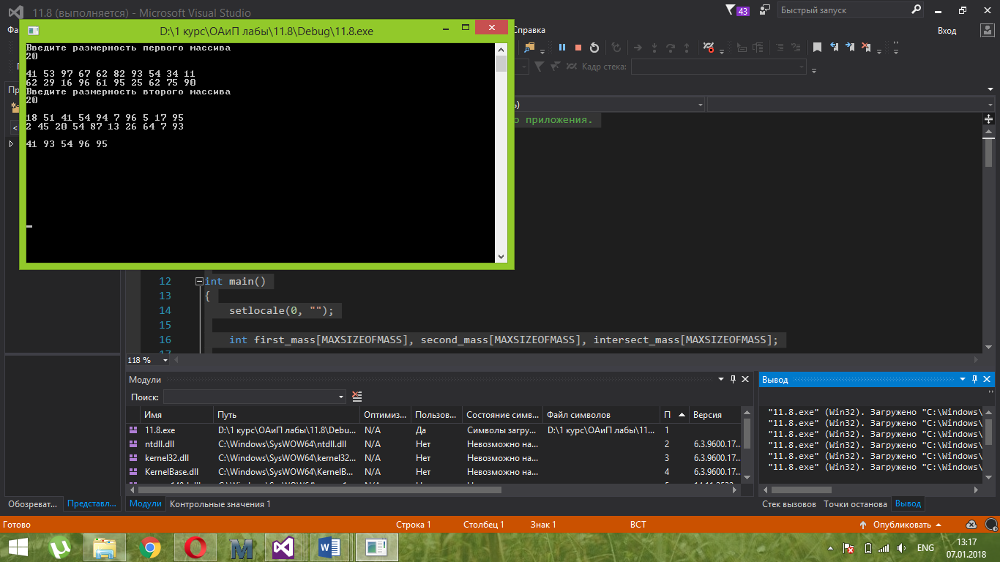 11.8 (выполняется) - Microsoft Visual Studio
43
Быстрый запуск
Справка
Вход
D:\1 курс\ОАиП лабы\11.8\Debug\11.8.exe
Введите размерность первого массива
20
41 53 97 67 62 82 93 54 34 11
62 29 16 96 61 95 25 62 75 90
Введите размерность второго массива
20
18 51 41 54 94 7 96 5 17 95
2 45 20 54 87 13 26 64 7 93
41 93 54 96 95
Кадр стека:
приложения.
12 int main()
13 {
14 setlocale(0, "");
15
16 int first_mass[MAXSIZEOFMASS], second_mass[MAXSIZEOFMASS], intersect_mass[MAXSIZEOFMASS];
17
118 %
Модули
Поиск:
Имя Путь Оптимиз... Пользов... Состояние симв... Файл символов П Версия
11.8.exe D:\1 курс\ОАиП лабы\11.8\Debu... N/A Да Символы загру... D:\1 курс\ОАиП лабы\11... 1
ntdll.dll C:\Windows\SysWOW64\ntdll.dll N/A Нет Невозможно на... 2 6.3.9600.17...
kernel32.dll C:\Windows\SysWOW64\kernel32... N/A Нет Невозможно на... 3 6.3.9600.17...
KernelBase.dll C:\Windows\SysWOW64\KernelB... N/A Нет Невозможно на... 4 6.3.9600.17...
Вывод
"11.8.exe" (Win32). Загружено "C:\Windows\
"11.8.exe" (Win32). Загружено "C:\Windows\
"11.8.exe" (Win32). Загружено "C:\Windows\
"11.8.exe" (Win32). Загружено "C:\Windows\
"11.8.exe" (Win32). Загружено "C:\Windows\
"11.8.exe" (Win32). Загружено "C:\Windows\
Обозреват... Представл... Модули Контрольные значения 1 Стек вызовов Точки останова Вывод
Готово Строка 1 Столбец 1 Знак 1 ВСТ Опубликовать
ENG
13:17
07.01.2018